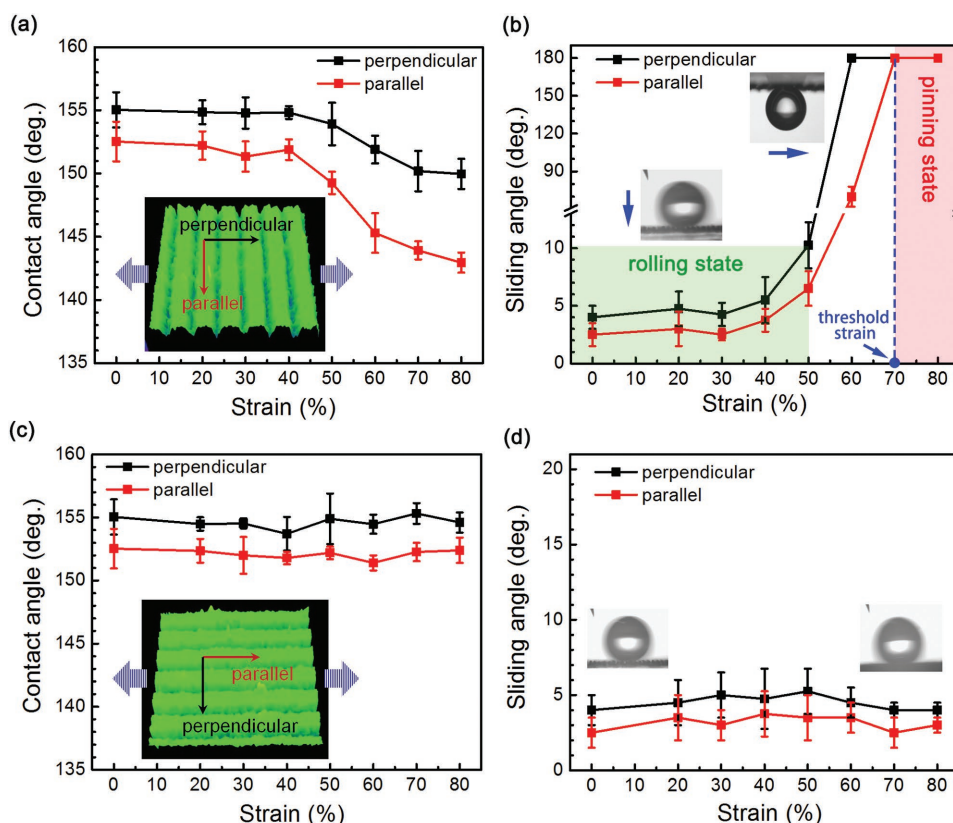 (a)
160
155
150
145
140
135
Contact angle (deg.)
perpendicular
parallel
perpendicular
parallel
0 10 20 30 40 50 60 70 80
Strain (%)
(b)
180
150
120
90
10
5
0
Sliding angle (deg.)
perpendicular
parallel
pinning state
rolling state
threshold
strain
0 10 20 30 40 50 60 70 80
Strain (%)
(c)
160
155
150
145
140
135
Contact angle (deg.)
perpendicular
parallel
parallel
perpendicular
0 10 20 30 40 50 60 70 80
Strain (%)
(d)
20
15
10
5
0
Sliding angle (deg.)
perpendicular
parallel
0 10 20 30 40 50 60 70 80
Strain (%)